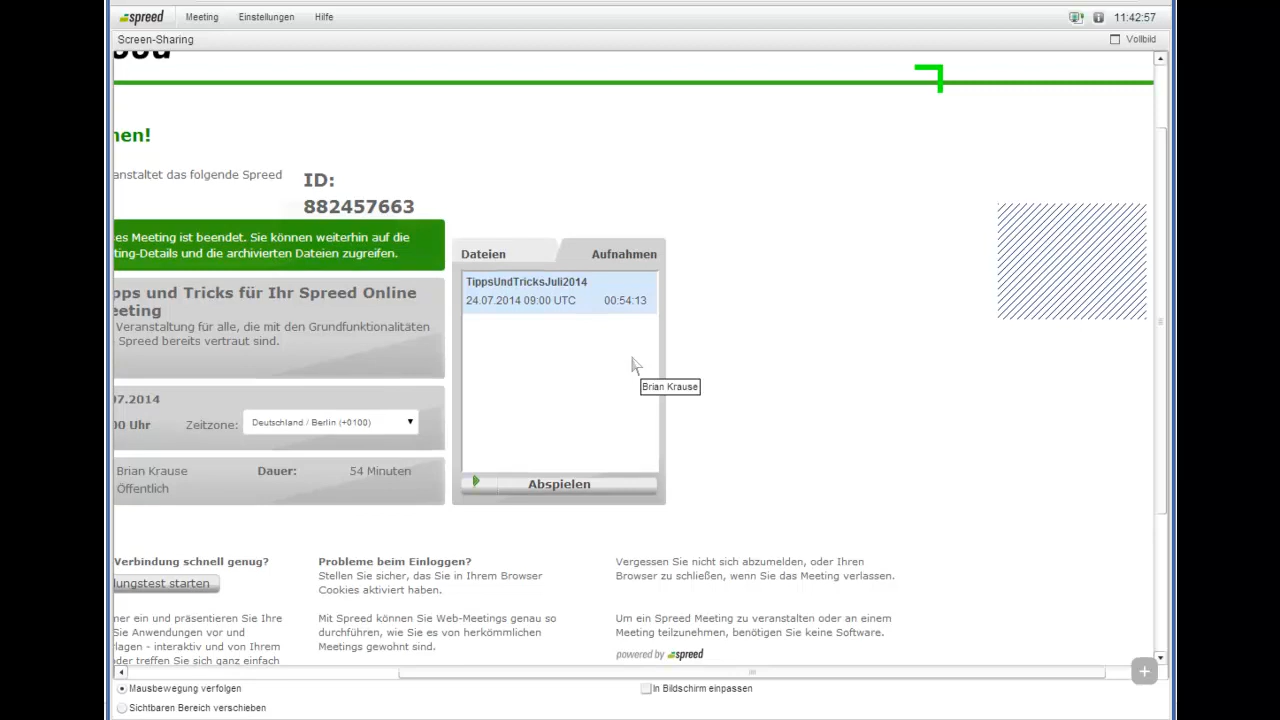 spreed Meeting Einstellungen Hilfe 11:42:57
Screen-Sharing Vollbild
nen!
anstaltet das folgende Spreed
ID:
882457663
es Meeting ist beendet. Sie können weiterhin auf die
ting-Details und die archivierten Dateien zugreifen.
pps und Tricks für Ihr Spreed Online
eeting
Veranstaltung für alle, die mit den Grundfunktionalitäten
Spreed bereits vertraut sind.
07.2014
00 Uhr Zeitzone: Deutschland / Berlin (+0100)
Brian Krause Dauer: 54 Minuten
Öffentlich
Dateien Aufnahmen
TippsUndTricksJuli2014
24.07.2014 09:00 UTC 00:54:13
Brian Krause
Abspielen
Verbindung schnell genug?
lungstest starten
mer ein und präsentieren Sie Ihre
Sie Anwendungen vor und
rlagen - interaktiv und von Ihrem
oder treffen Sie sich ganz einfach
Probleme beim Einloggen?
Stellen Sie sicher, das Sie in Ihrem Browser
Cookies aktiviert haben.
Mit Spreed können Sie Web-Meetings genau so
durchführen, wie Sie es von herkömmlichen
Meetings gewohnt sind.
Vergessen Sie nicht sich abzumelden, oder Ihren
Browser zu schließen, wenn Sie das Meeting verlassen.
Um ein Spreed Meeting zu veranstalten oder an einem
Meeting teilzunehmen, benötigen Sie keine Software.
powered by spreed
Mausbewegung verfolgen In Bildschirm einpassen
Sichtbaren Bereich verschieben